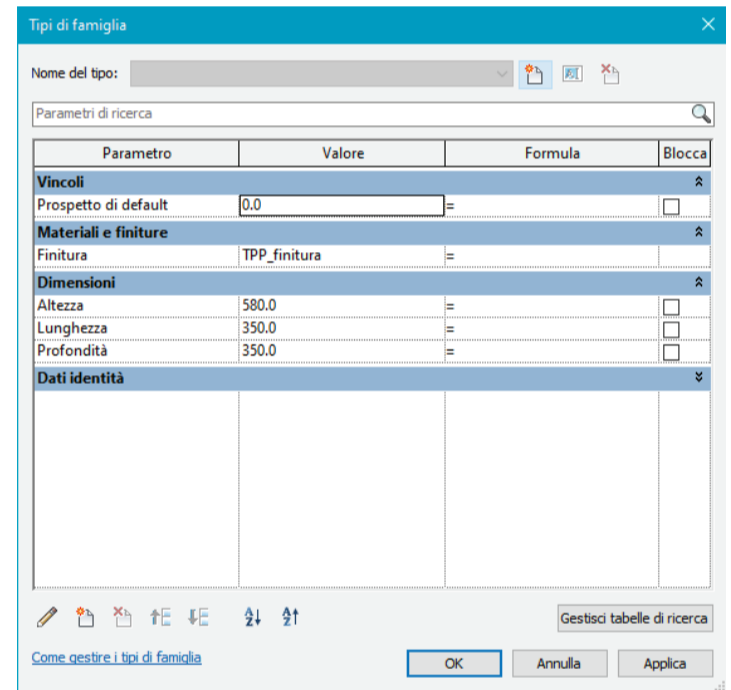 Tipi di famiglia
Nome del tipo:
Parametri di ricerca
Parametro Valore Formula Blocca
Vincoli
Prospetto di default 0.0 =
Materiali e finiture
Finitura TPP_finitura =
Dimensioni
Altezza 580.0 =
Lunghezza 350.0 =
Profondità 350.0 =
Dati identità
Gestisci tabelle di ricerca
Come gestire i tipi di famiglia OK Annulla Applica